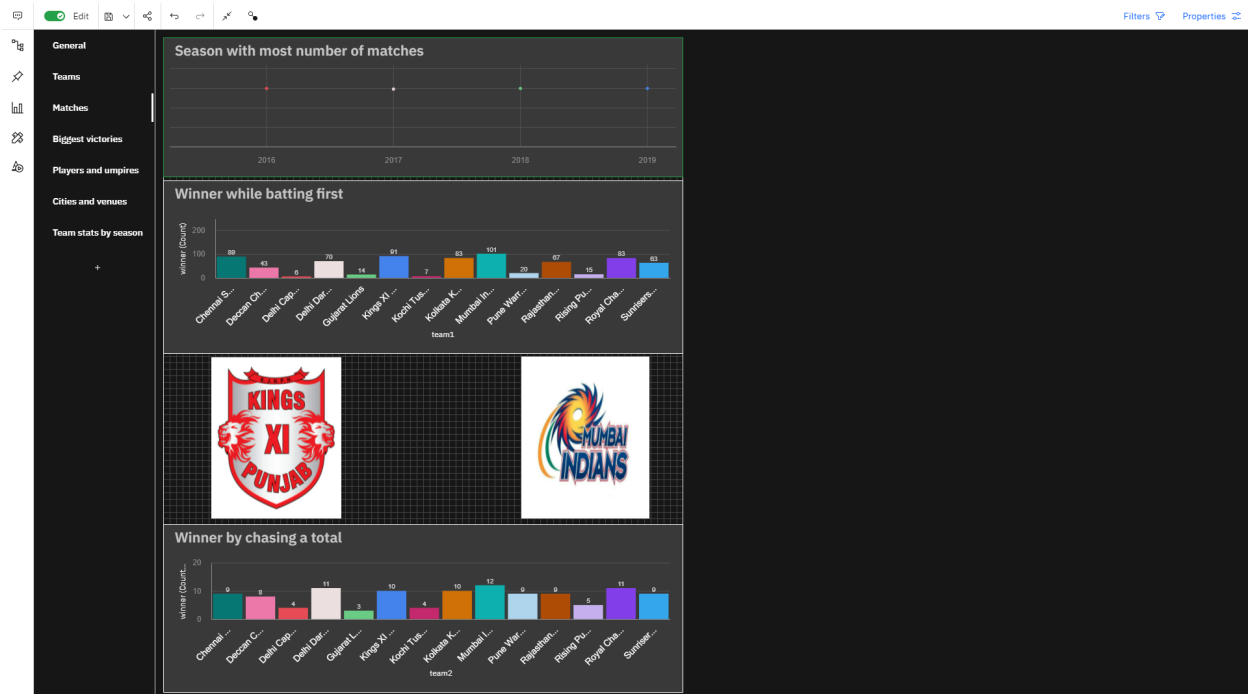 Edit
Filters
Properties
General
Teams
Matches
Biggest victories
Players and umpires
Cities and venues
Team stats by season
+
Season with most number of matches
2016 2017 2018 2019
Winner while batting first
winner (Count)
200
100
0
89 43 6 70 14 91 7 83 101 20 67 15 83 63
Chennai S... Deccan Ch... Delhi Cap... Delhi Dar... Gujarat Lions Kings XI ... Kochi Tus... Kolkata K... Mumbai In... Pune Warr... Rajasthan... Rising Pu... Royal Cha... Sunrisers...
team1
K.I.N.G.S
KINGS
XI
PUNJAB
MUMBAI
INDIANS
Winner by chasing a total
winner (Count...
20
10
0
9 8 4 11 3 10 4 10 12 9 9 5 11 9
Chennai ... Deccan C... Delhi Cap... Delhi Dar... Gujarat L... Kings XI ... Kochi Tus... Kolkata K... Mumbai I... Pune War... Rajasthan... Rising Pu... Royal Cha... Sunriser...
team2